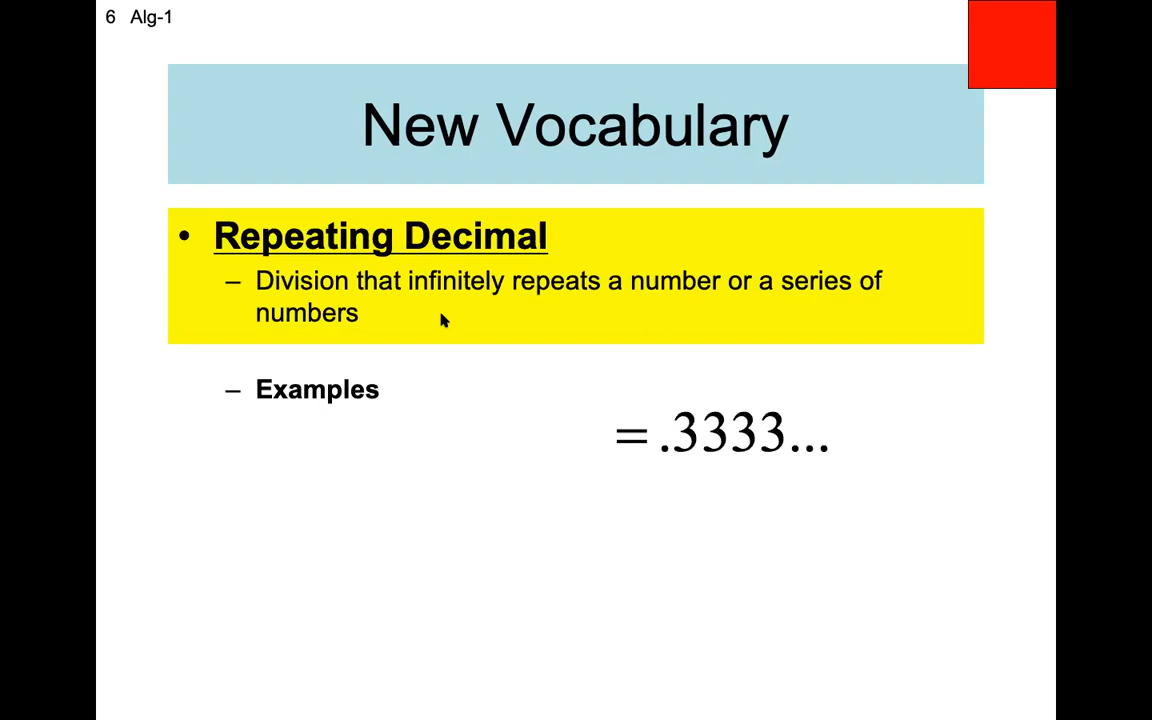 6 Alg-1
New Vocabulary
• Repeating Decimal
– Division that infinitely repeats a number or a series of
numbers
– Examples
= .3333...